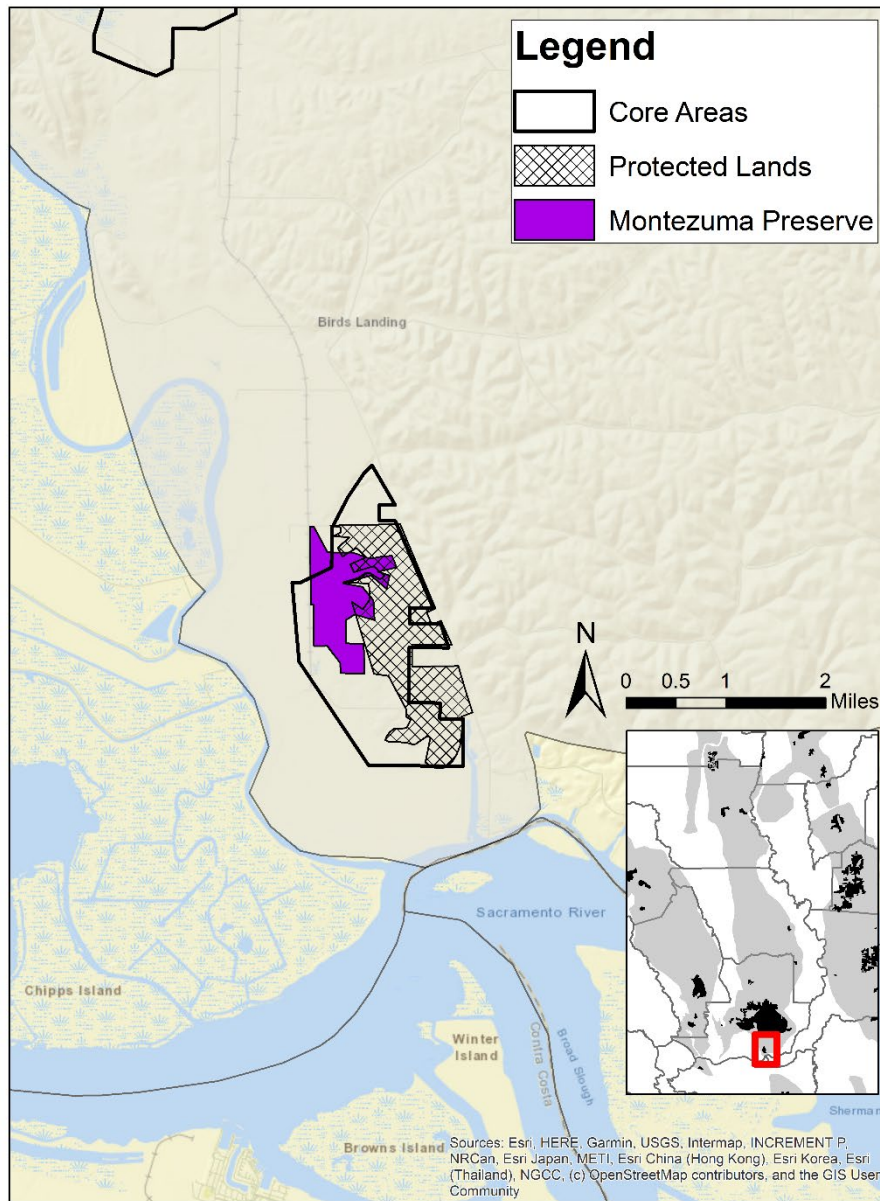 Legend
Core Areas
Protected Lands
Montezuma Preserve
Birds Landing
N
0 0.5 1 2
Miles
Sacramento River
Chipps Island
Winter
Island
Contra Costa
Broad Slough
Browns Island
Sherman
Sources: Esri, HERE, Garmin, USGS, Intermap, INCREMENT P,
NRCan, Esri Japan, METI, Esri China (Hong Kong), Esri Korea, Esri
(Thailand), NGCC, (c) OpenStreetMap contributors, and the GIS User
Community